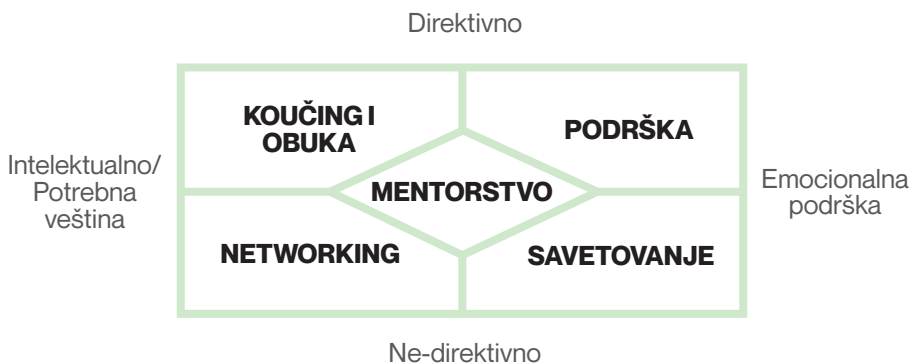 Direktivno
KOUČING I
OBUKA
PODRŠKA
Intelektualno/
Potrebna
veština
MENTORSTVO
Emocionalna
podrška
NETWORKING
SAVETOVANJE
Ne-direktivno